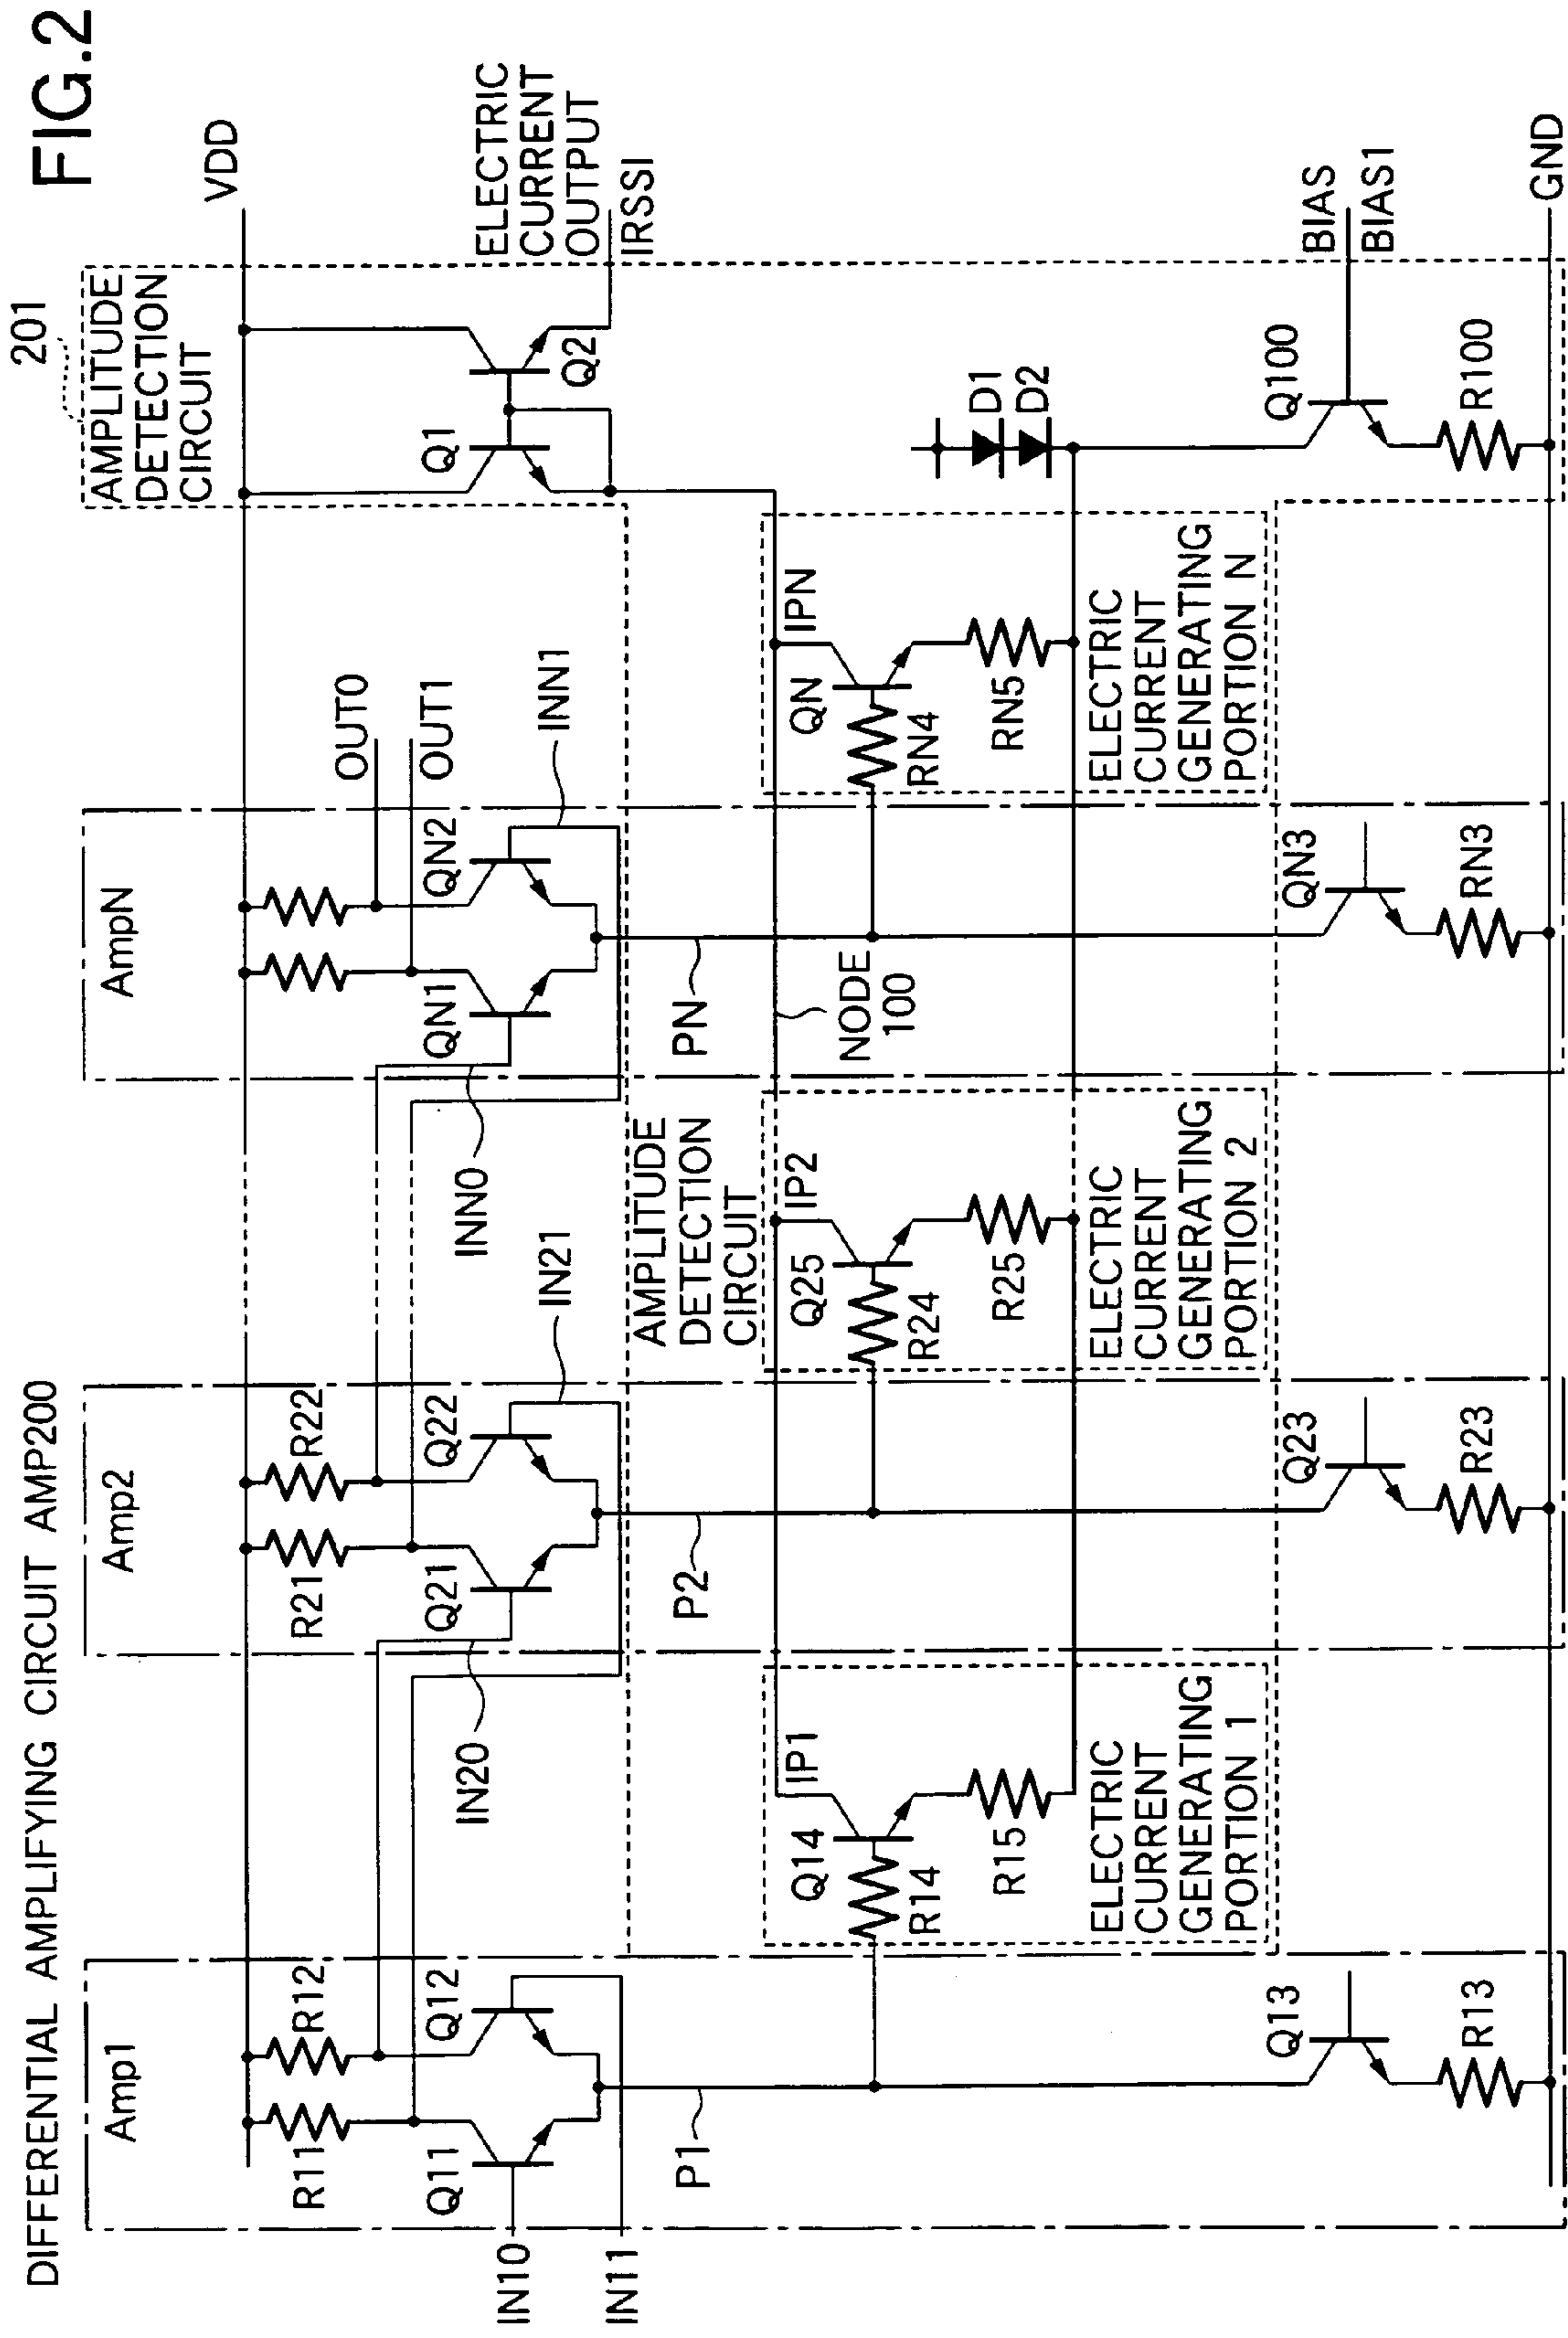 FIG.2
DIFFERENTIAL AMPLIFYING CIRCUIT AMP200
201
AMPLITUDE
DETECTION
CIRCUIT
Amp1
Amp2
AmpN
VDD
R11
R12
R21
R22
OUT0
OUT1
Q11
Q12
Q21
Q22
QN1
QN2
Q1
Q2
ELECTRIC
CURRENT
OUTPUT
IRSSI
IN10
IN11
IN20
IN21
INN0
INN1
P1
P2
PN
AMPLITUDE
DETECTION
CIRCUIT
NODE
100
IP1
IP2
IPN
Q14
R14
R15
Q25
R24
R25
QN
RN4
RN5
D1
D2
ELECTRIC
CURRENT
GENERATING
PORTION 1
ELECTRIC
CURRENT
GENERATING
PORTION 2
ELECTRIC
CURRENT
GENERATING
PORTION N
Q13
R13
Q23
R23
QN3
RN3
Q100
R100
BIAS
BIAS1
GND